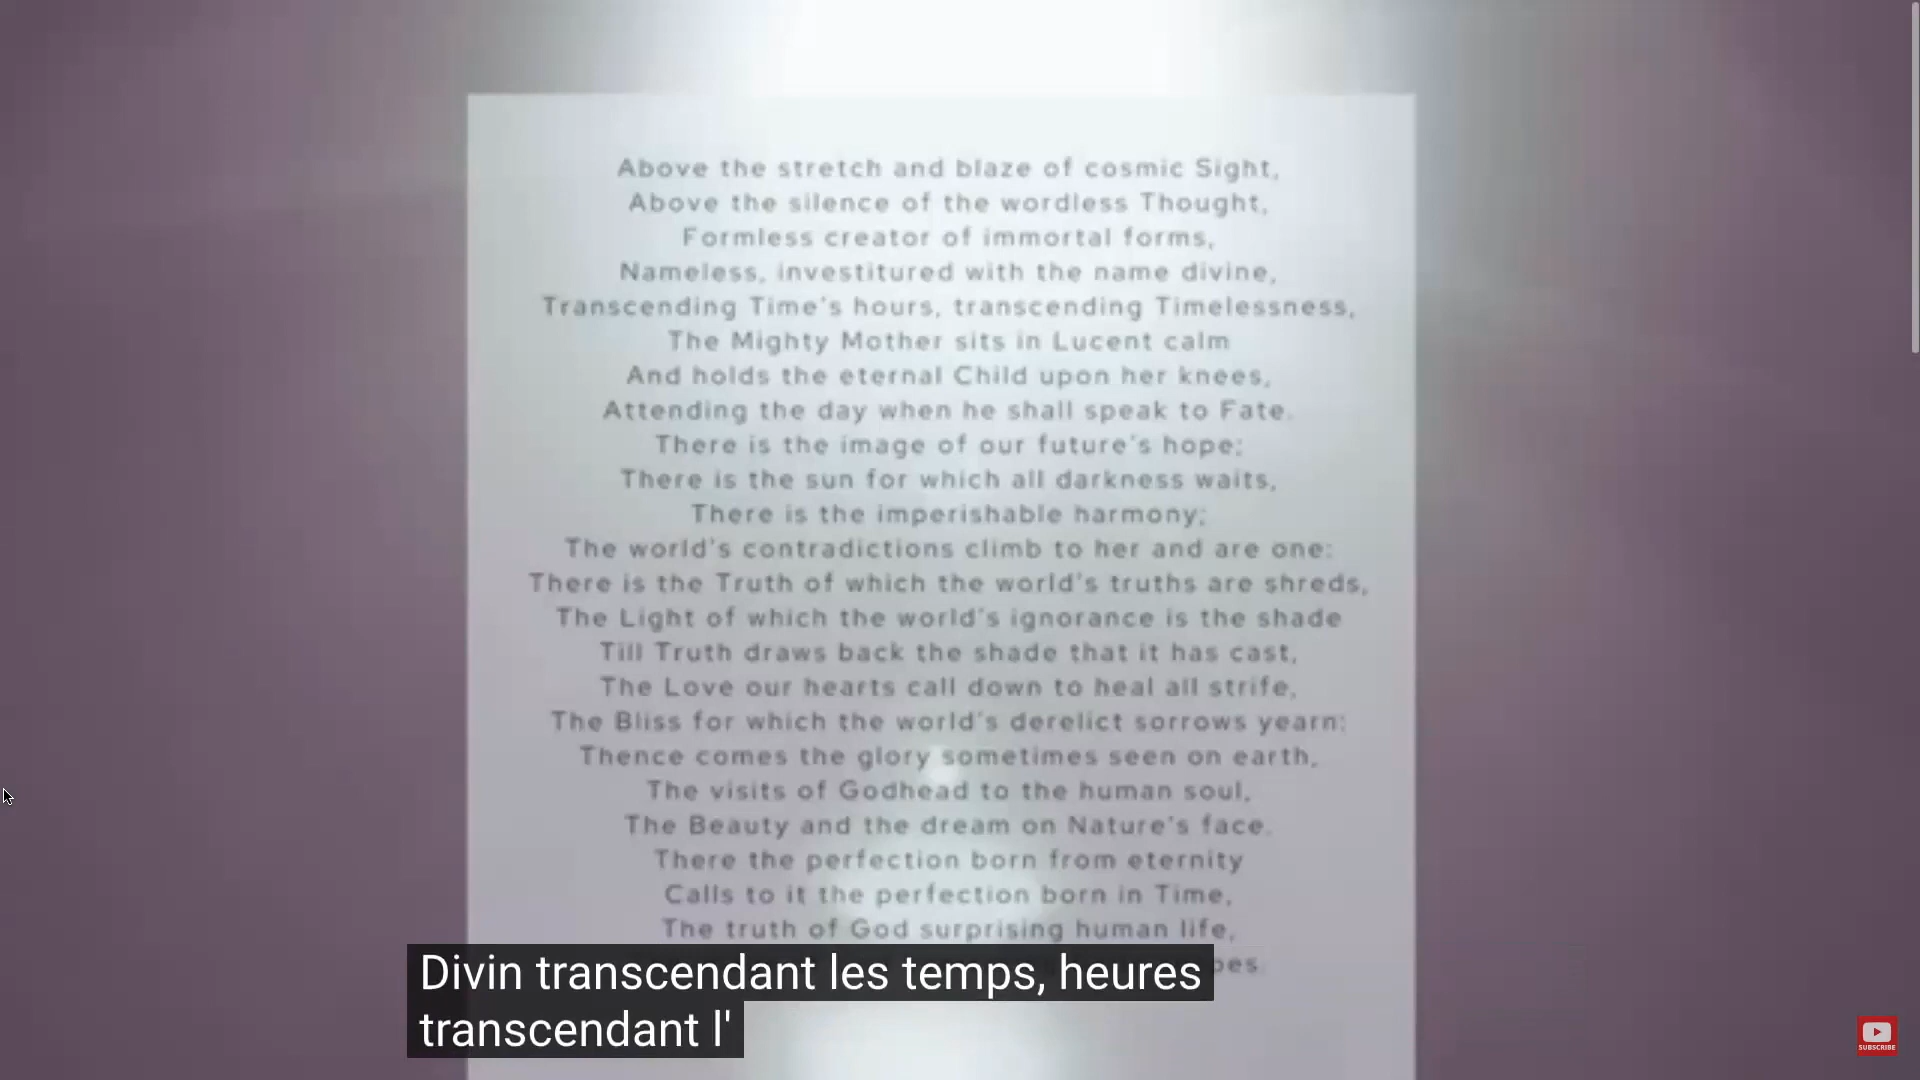 Above the stretch and blaze of cosmic Sight,
Above the silence of the wordless Thought,
Formless creator of immortal forms,
Nameless, investitured with the name divine,
Transcending Time's hours, transcending Timelessness,
The Mighty Mother sits in Lucent calm
And holds the eternal Child upon her knees,
Attending the day when he shall speak to Fate.
There is the image of our future's hope;
There is the sun for which all darkness waits,
There is the imperishable harmony;
The world's contradictions climb to her and are one:
There is the Truth of which the world's truths are shreds,
The Light of which the world's ignorance is the shade
Till Truth draws back the shade that it has cast,
The Love our hearts call down to heal all strife,
The Bliss for which the world's derelict sorrows yearn:
Thence comes the glory sometimes seen on earth,
The visits of Godhead to the human soul,
The Beauty and the dream on Nature's face.
There the perfection born from eternity
Calls to it the perfection born in Time,
The truth of God surprising human life,
Divin transcendant les temps, heures
transcendant l'
SUBSCRIBE